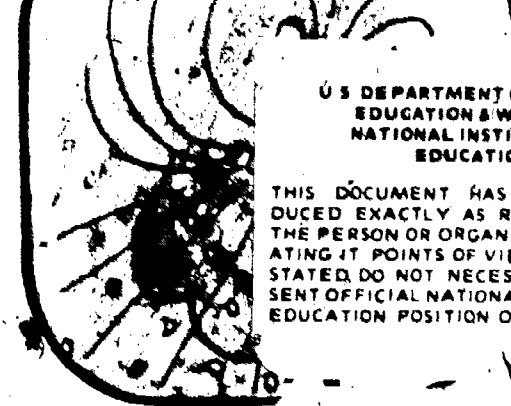 U S DEPARTMENT
EDUCATION & W
NATIONAL INSTI
EDUCATIO
THIS DOCUMENT HAS
DUCED EXACTLY AS R
THE PERSON OR ORGAN
ATING IT POINTS OF VIE
STATED DO NOT NECES
SENT OFFICIAL NATIONA
EDUCATION POSITION O